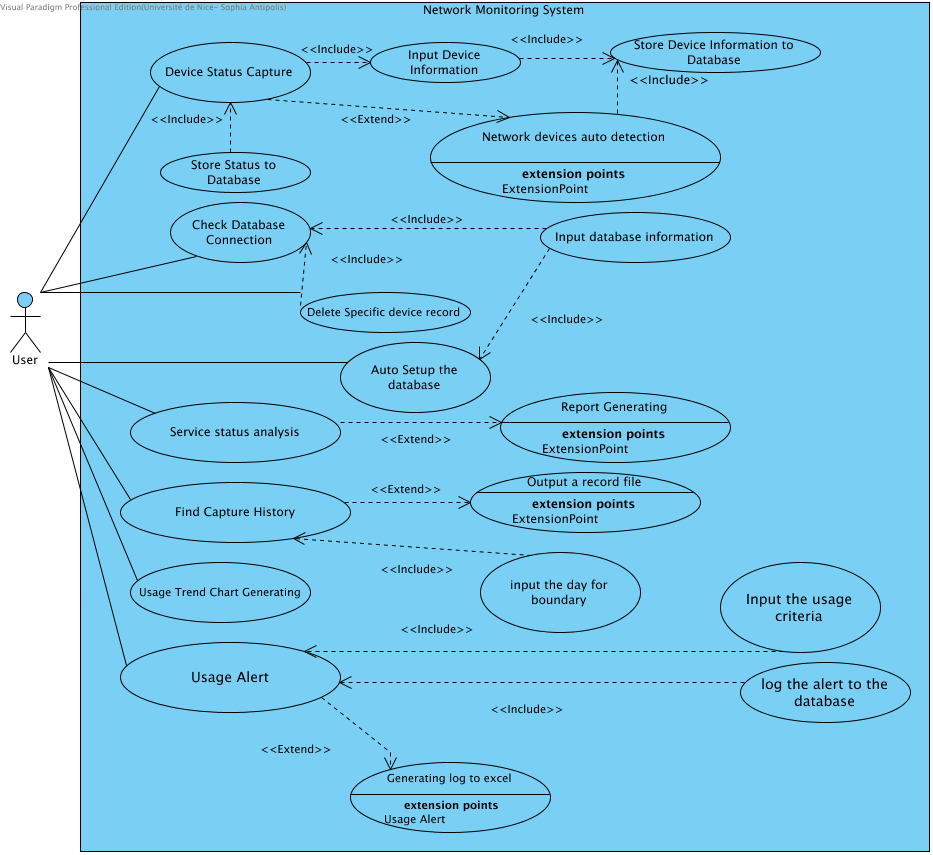 Visual Paradigm Professional Edition(Université de Nice- Sophia Antipolis)
Network Monitoring System
<<Include>>
<<Include>>
Device Status Capture
Input Device
Information
Store Device Information to
Database
<<Include>>
<<Include>>
<<Extend>>
Network devices auto detection
extension points
ExtensionPoint
Store Status to
Database
Check Database
Connection
<<Include>>
Input database information
<<Include>>
Delete Specific device record
<<Include>>
User
Auto Setup the
database
Service status analysis
<<Extend>>
Report Generating
extension points
ExtensionPoint
Find Capture History
<<Extend>>
Output a record file
extension points
ExtensionPoint
<<Include>>
input the day for
boundary
Usage Trend Chart Generating
Input the usage
criteria
<<Include>>
Usage Alert
log the alert to the
database
<<Include>>
<<Extend>>
Generating log to excel
extension points
Usage Alert